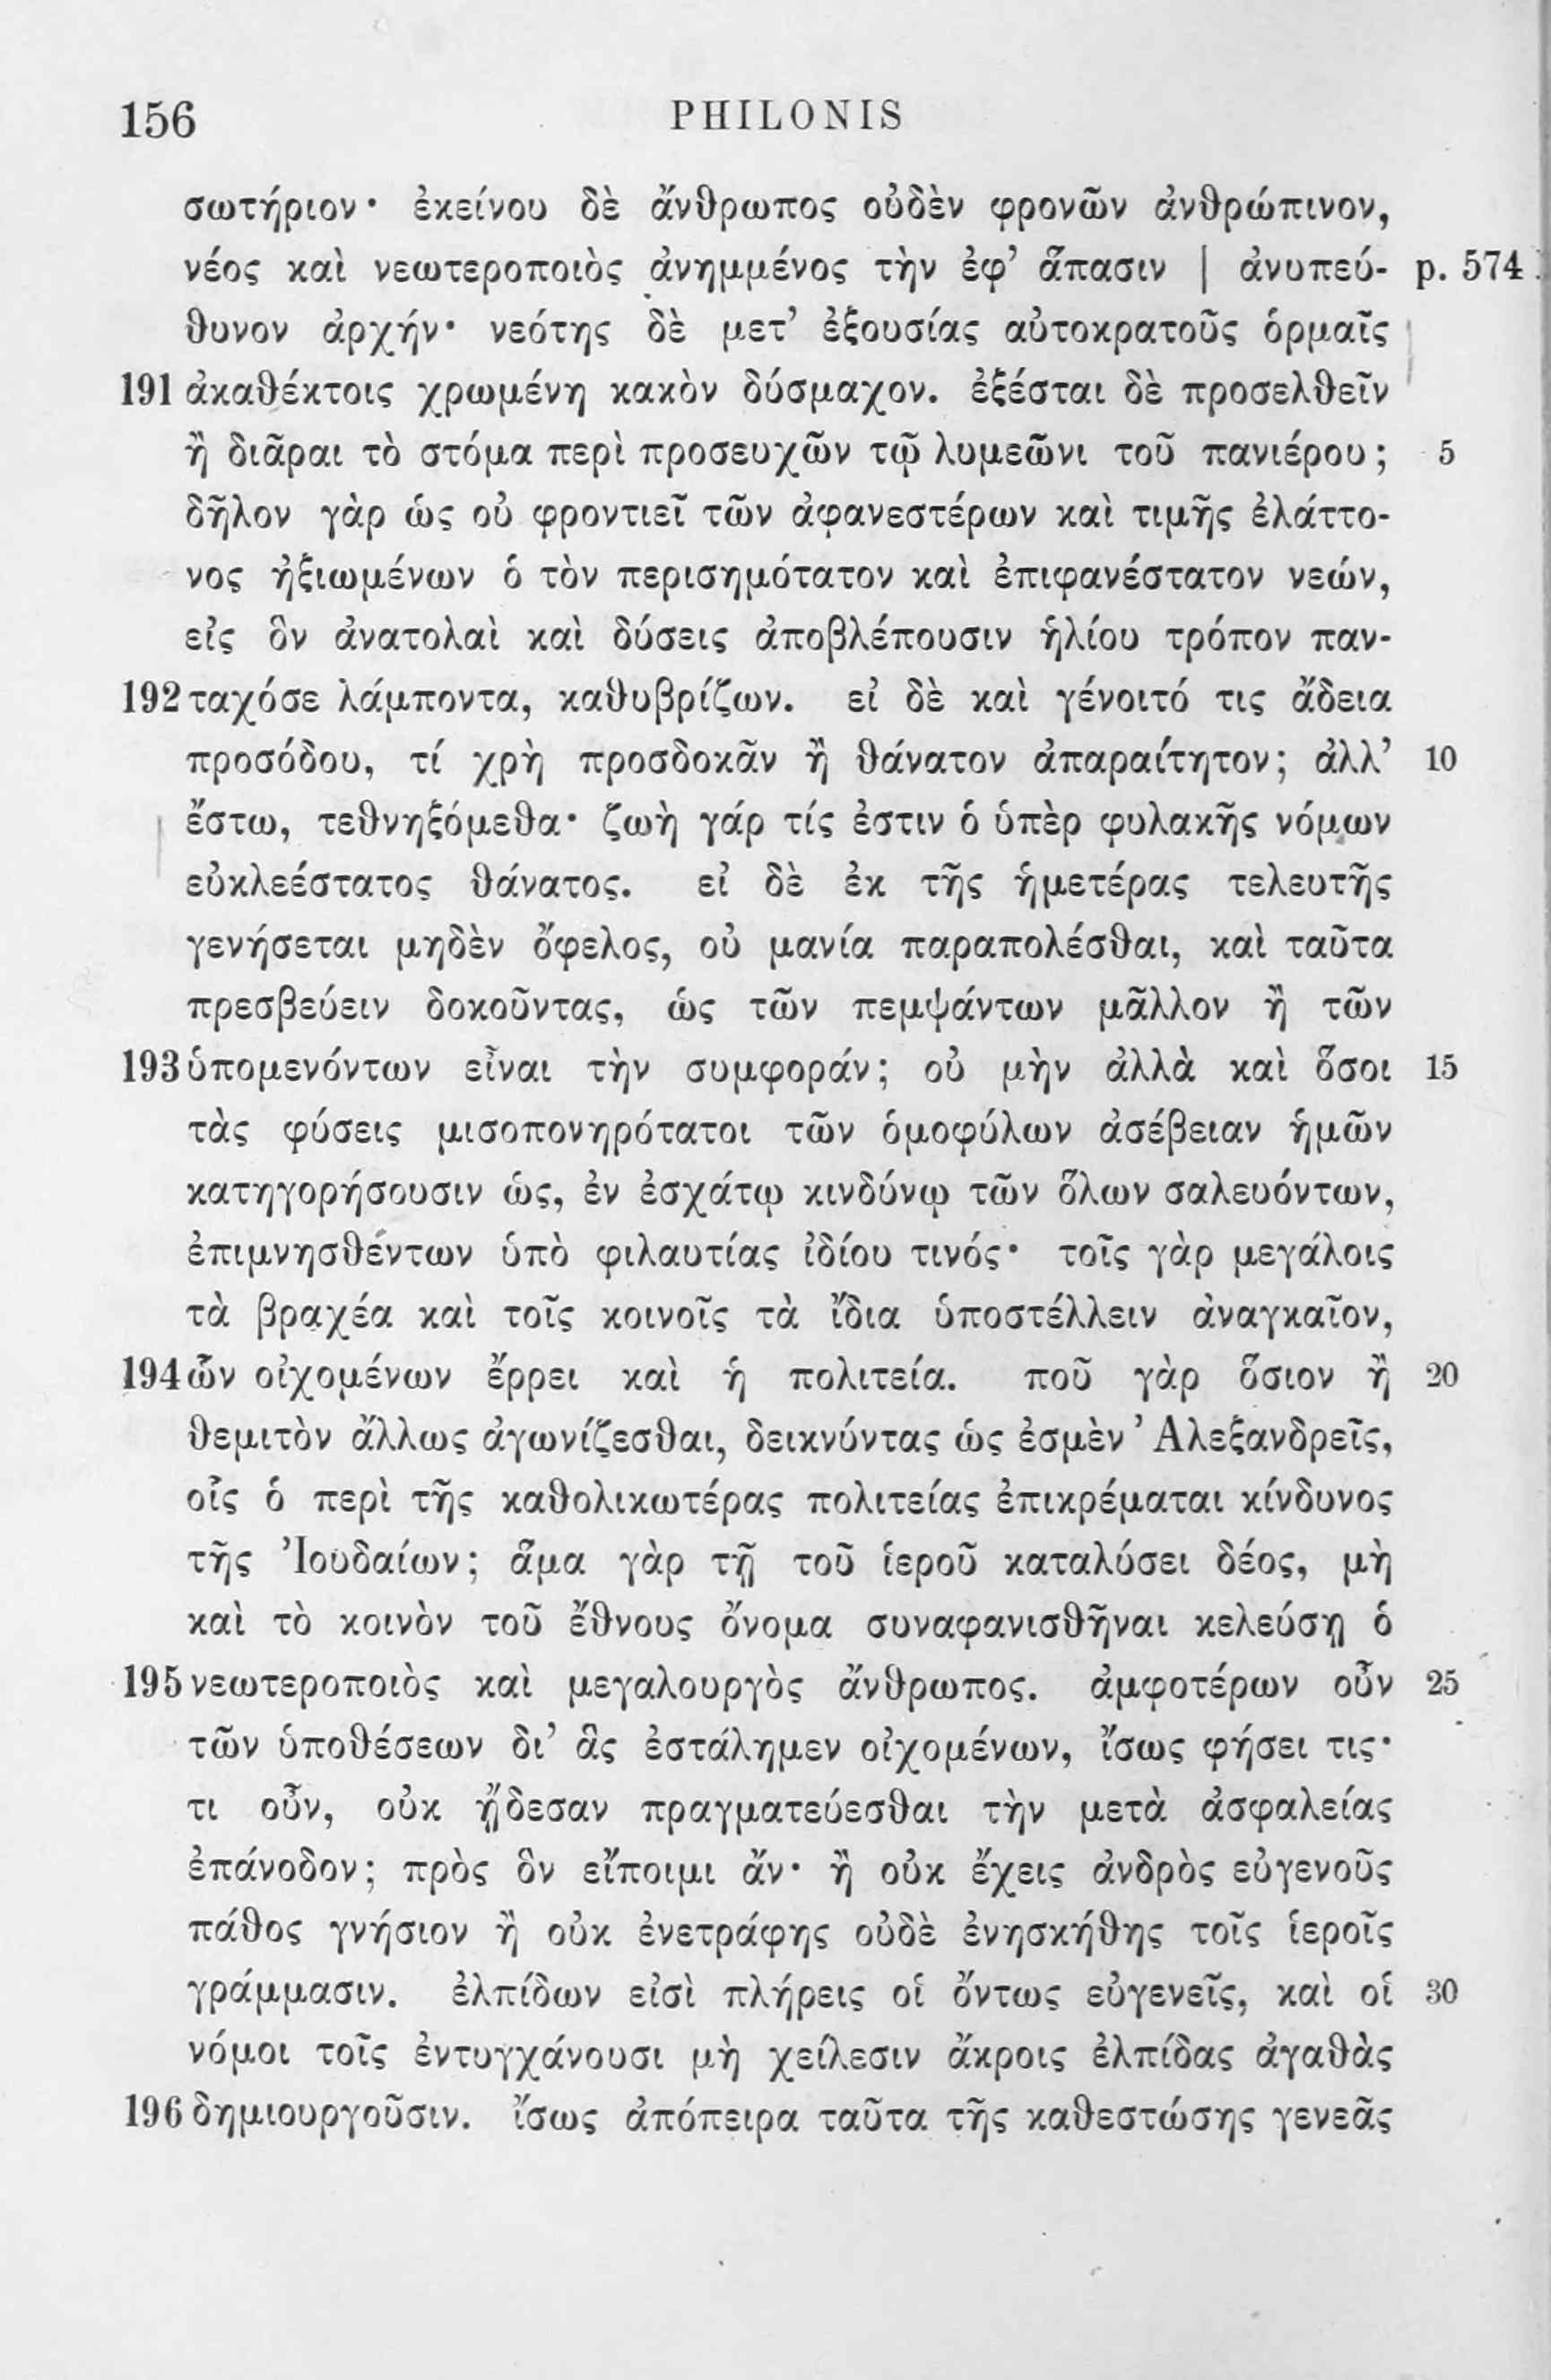 156 PHILONIS
σωτήριον· ἐκείνου δὲ ἄνθρωπος οὐδὲν φρονῶν ἀνθρώπινον,
νέος καὶ νεωτεροποιὸς ἀνημμένος τὴν ἐφ’ ἅπασιν | ἀνυπεύ- p. 574
θυνον ἀρχήν· νεότης δὲ μετ’ ἐξουσίας αὐτοκρατοῦς ὁρμαῖς
191 ἀκαθέκτοις χρωμένη κακὸν δύσμαχον. ἐξέσται δὲ προσελθεῖν
ἢ διᾶραι τὸ στόμα περὶ προσευχῶν τῷ λυμεῶνι τοῦ πανιέρου; 5
δῆλον γὰρ ὡς οὐ φροντιεῖ τῶν ἀφανεστέρων καὶ τιμῆς ἐλάττο-
νος ἠξιωμένων ὁ τὸν περισημότατον καὶ ἐπιφανέστατον νεών,
εἰς ὃν ἀνατολαὶ καὶ δύσεις ἀποβλέπουσιν ἡλίου τρόπον παν-
192 ταχόσε λάμποντα, καθυβρίζων. εἰ δὲ καὶ γένοιτό τις ἄδεια
προσόδου, τί χρὴ προσδοκᾶν ἢ θάνατον ἀπαραίτητον; ἀλλ’ 10
ἔστω, τεθνηξόμεθα· ζωὴ γάρ τίς ἐστιν ὁ ὑπὲρ φυλακῆς νόμων
εὐκλεέστατος θάνατος. εἰ δὲ ἐκ τῆς ἡμετέρας τελευτῆς
γενήσεται μηδὲν ὄφελος, οὐ μανία παραπολέσθαι, καὶ ταῦτα
πρεσβεύειν δοκοῦντας, ὡς τῶν πεμψάντων μᾶλλον ἢ τῶν
193 ὑπομενόντων εἶναι τὴν συμφοράν; οὐ μὴν ἀλλὰ καὶ ὅσοι 15
τὰς φύσεις μισοπονηρότατοι τῶν ὁμοφύλων ἀσέβειαν ἡμῶν
κατηγορήσουσιν ὡς, ἐν ἐσχάτῳ κινδύνῳ τῶν ὅλων σαλευόντων,
ἐπιμνησθέντων ὑπὸ φιλαυτίας ἰδίου τινός· τοῖς γὰρ μεγάλοις
τὰ βραχέα καὶ τοῖς κοινοῖς τὰ ἴδια ὑποστέλλειν ἀναγκαῖον,
194 ὧν οἰχομένων ἔρρει καὶ ἡ πολιτεία. ποῦ γὰρ ὅσιον ἢ 20
θεμιτὸν ἄλλως ἀγωνίζεσθαι, δεικνύντας ὡς ἐσμὲν Ἀλεξανδρεῖς,
οἷς ὁ περὶ τῆς καθολικωτέρας πολιτείας ἐπικρέμαται κίνδυνος
τῆς Ἰουδαίων; ἅμα γὰρ τῇ τοῦ ἱεροῦ καταλύσει δέος, μὴ
καὶ τὸ κοινὸν τοῦ ἔθνους ὄνομα συναφανισθῆναι κελεύσῃ ὁ
195 νεωτεροποιὸς καὶ μεγαλουργὸς ἄνθρωπος. ἀμφοτέρων οὖν 25
τῶν ὑποθέσεων δι’ ἃς ἐστάλημεν οἰχομένων, ἴσως φήσει τις·
τι οὖν, οὐκ ᾔδεσαν πραγματεύεσθαι τὴν μετὰ ἀσφαλείας
ἐπάνοδον; πρὸς ὃν εἴποιμι ἄν· ἢ οὐκ ἔχεις ἀνδρὸς εὐγενοῦς
πάθος γνήσιον ἢ οὐκ ἐνετράφης οὐδὲ ἐνησκήθης τοῖς ἱεροῖς
γράμμασιν. ἐλπίδων εἰσὶ πλήρεις οἱ ὄντως εὐγενεῖς, καὶ οἱ 30
νόμοι τοῖς ἐντυγχάνουσι μὴ χείλεσιν ἄκροις ἐλπίδας ἀγαθὰς
196 δημιουργοῦσιν. ἴσως ἀπόπειρα ταῦτα τῆς καθεστώσης γενεᾶς